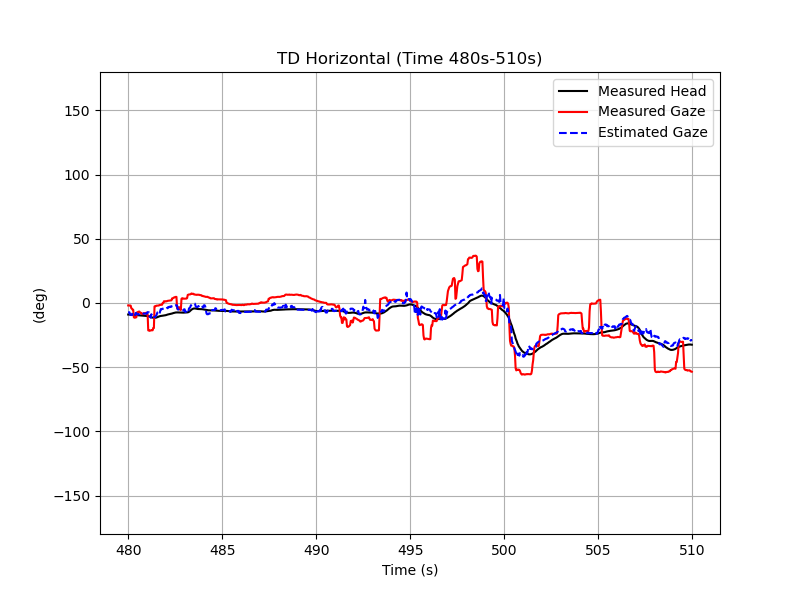 TD Horizontal (Time 480s-510s)
Measured Head
Measured Gaze
Estimated Gaze
150
100
50
0
−50
−100
−150
(deg)
480 485 490 495 500 505 510
Time (s)